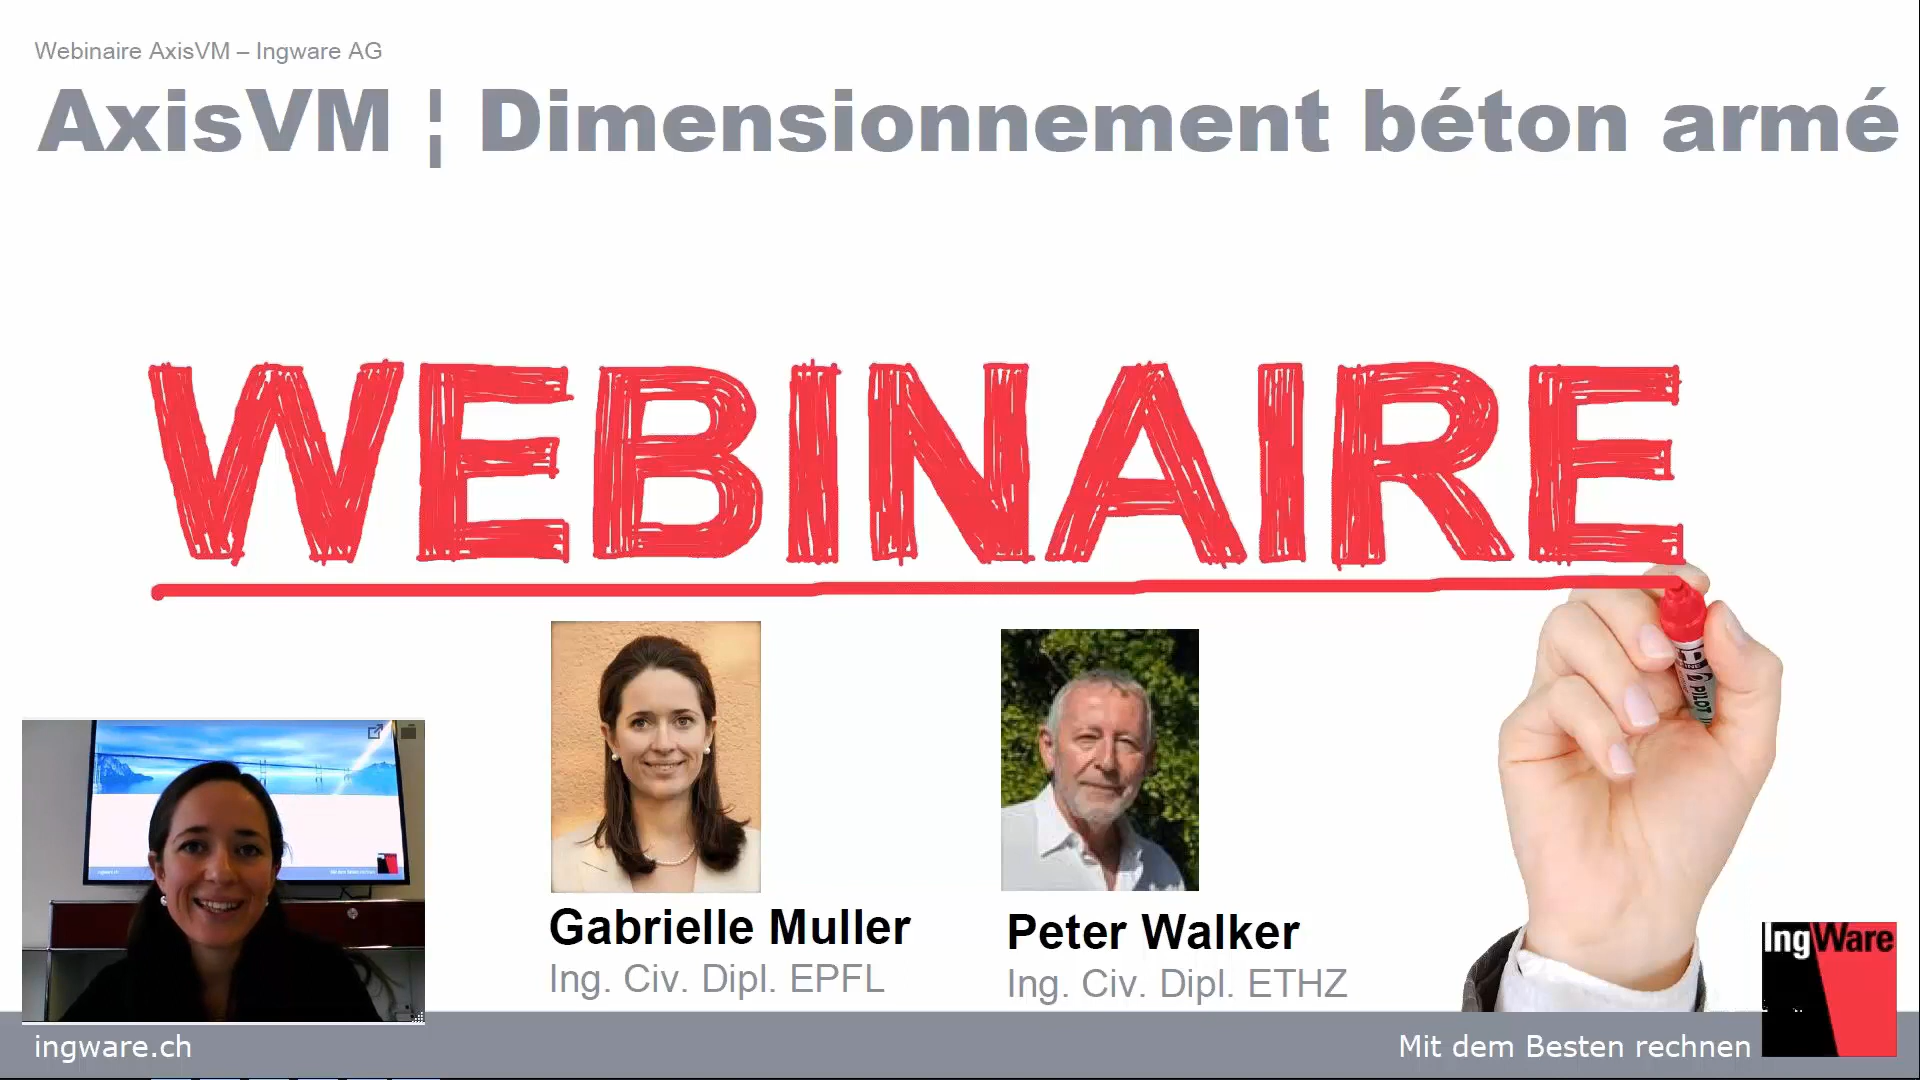 Webinaire AxisVM – Ingware AG
AxisVM ¦ Dimensionnement béton armé
WEBINAIRE
PILOT
Gabrielle Muller
Ing. Civ. Dipl. EPFL
Peter Walker
Ing. Civ. Dipl. ETHZ
IngWare
ingware.ch
Mit dem Besten rechnen